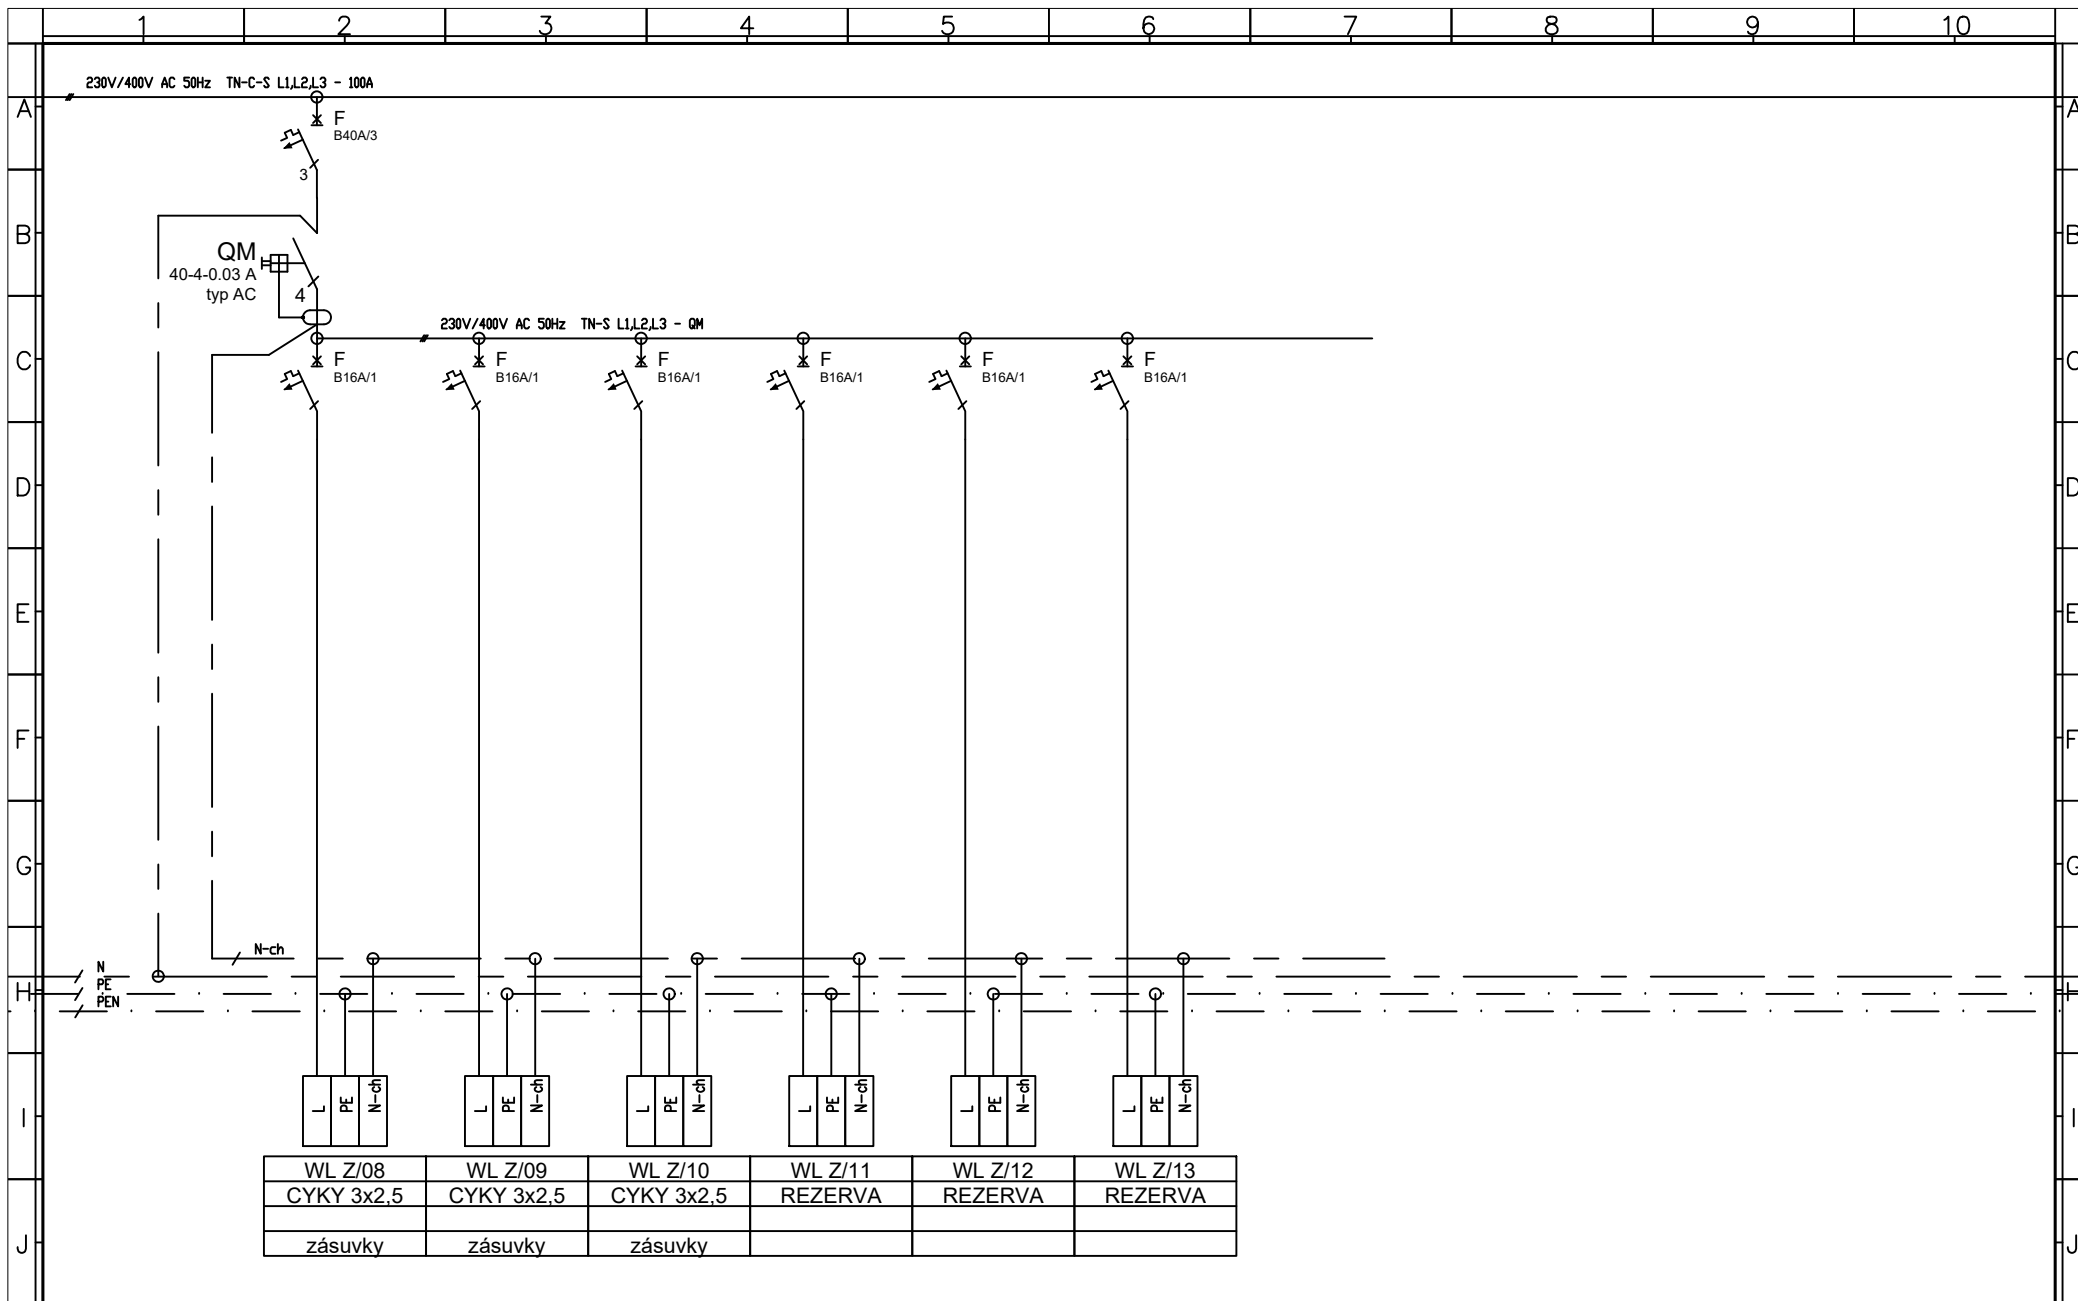 1 2 3 4 5 6 7 8 9 10
230V/400V AC 50Hz TN-C-S L1,L2,L3 - 100A
A A
F
B40A/3
3
B B
QM
40-4-0.03 A
typ AC
4
230V/400V AC 50Hz TN-S L1,L2,L3 - QM
C C
F F F F F F
B16A/1 B16A/1 B16A/1 B16A/1 B16A/1 B16A/1
D D
E E
F F
G G
N-ch
N
PE
H H
PEN
L PE N-ch L PE N-ch L PE N-ch L PE N-ch L PE N-ch L PE N-ch
I I
WL Z/08 WL Z/09 WL Z/10 WL Z/11 WL Z/12 WL Z/13
CYKY 3x2,5 CYKY 3x2,5 CYKY 3x2,5 REZERVA REZERVA REZERVA
J J
zásuvky zásuvky zásuvky